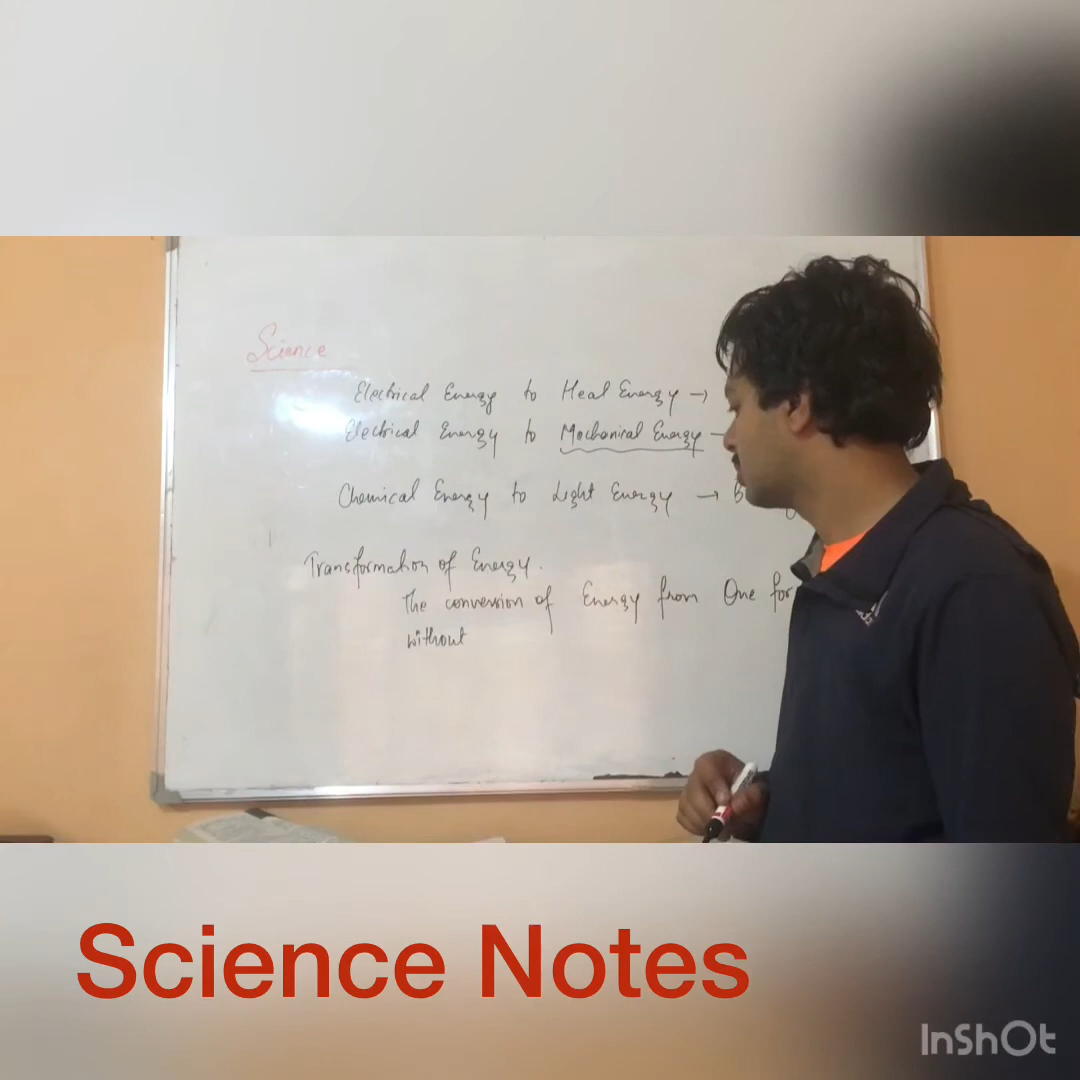 Science
Electrical Energy to Heat Energy →
Electrical Energy to Mechanical Energy –
Chemical Energy to Light Energy → B
Transformation of Energy.
The conversion of Energy from One for
without
Science Notes
InShOt